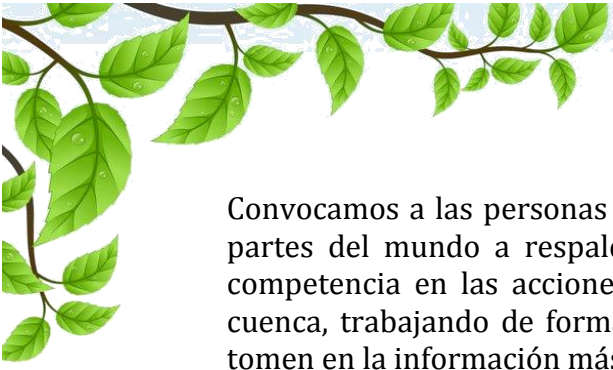 Convocamos a las personas
partes del mundo a respald
competencia en las accione
cuenca, trabajando de form
tomen en la información más